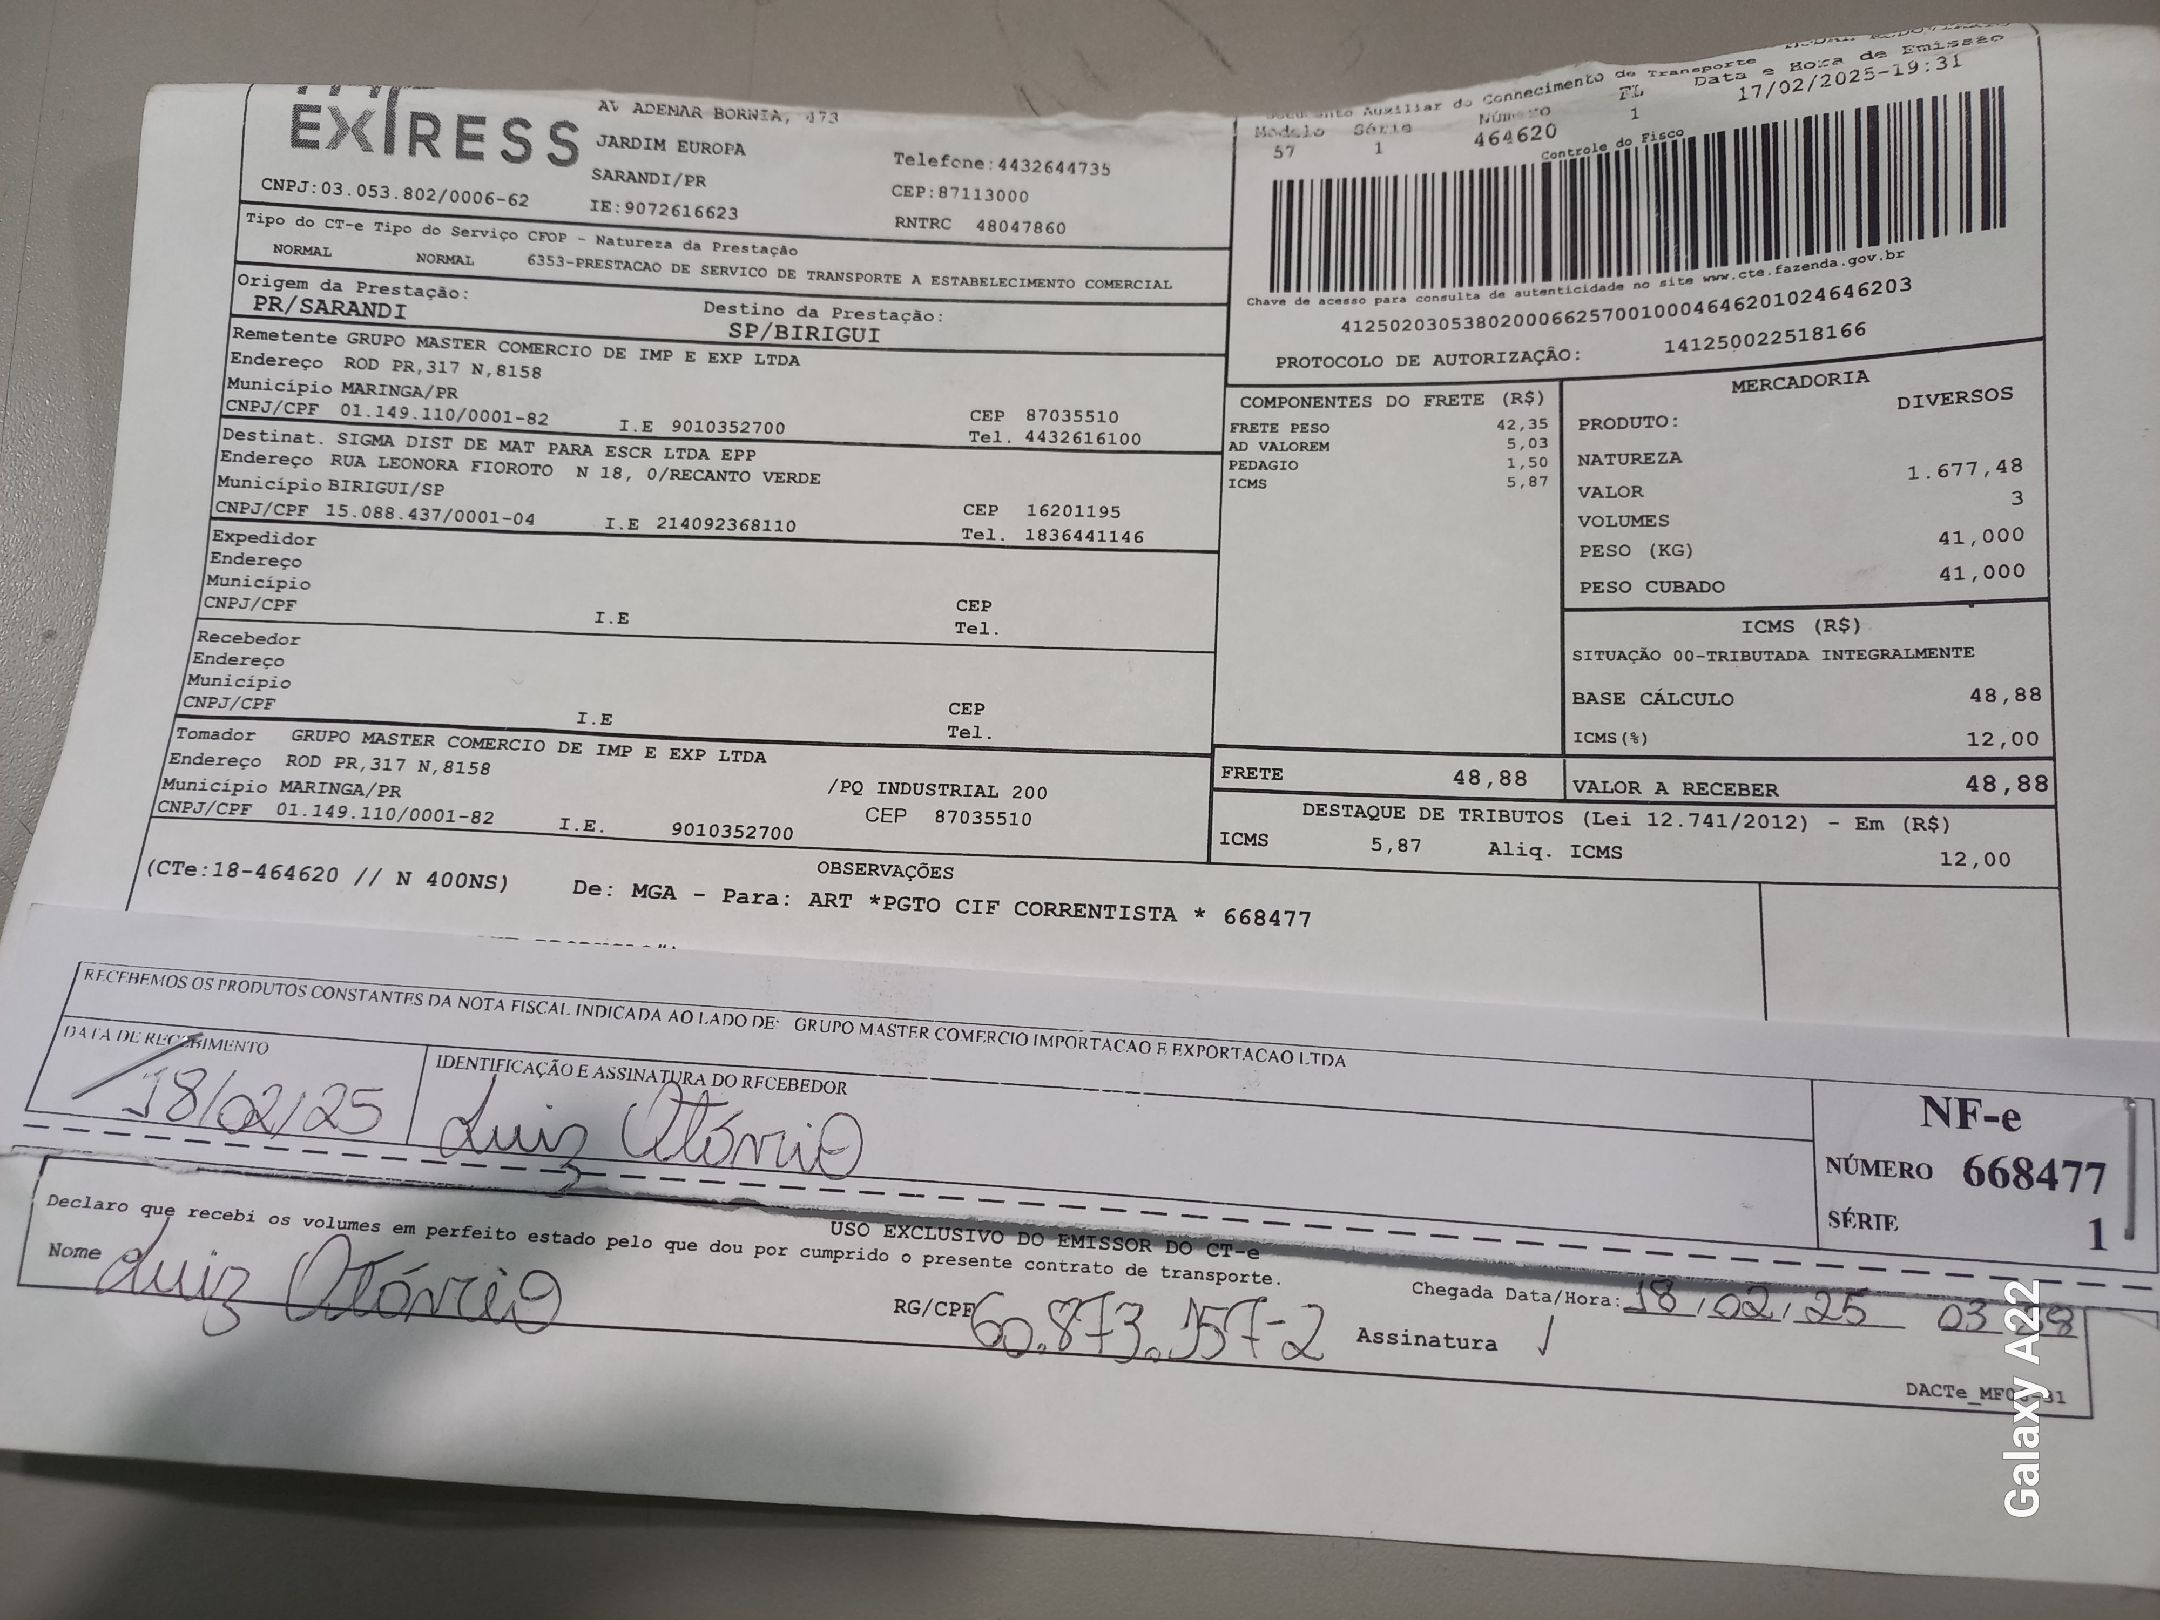 EXPRESS
AV ADEMAR BORNIA, 473
JARDIM EUROPA
SARANDI/PR
Telefone:4432644735
CEP:87113000
CNPJ:03.053.802/0006-62
IE:9072616623
RNTRC 48047860
Auxiliar do Conhecimento de Transporte
Modelo Série Número FL Data e Hora de Emissão
57 1 464620 1 17/02/2025-19:31
Controle do Fisco
Tipo do CT-e Tipo do Serviço CFOP - Natureza da Prestação
NORMAL NORMAL 6353-PRESTACAO DE SERVICO DE TRANSPORTE A ESTABELECIMENTO COMERCIAL
Chave de acesso para consulta de autenticidade no site www.cte.fazenda.gov.br
41250203053802000662570010004646201024646203
PROTOCOLO DE AUTORIZAÇÃO: 141250022518166
Origem da Prestação: Destino da Prestação:
PR/SARANDI SP/BIRIGUI
Remetente GRUPO MASTER COMERCIO DE IMP E EXP LTDA
Endereço ROD PR,317 N,8158
Município MARINGA/PR CEP 87035510
CNPJ/CPF 01.149.110/0001-82 I.E 9010352700 Tel. 4432616100
Destinat. SIGMA DIST DE MAT PARA ESCR LTDA EPP
Endereço RUA LEONORA FIOROTO N 18, 0/RECANTO VERDE
Município BIRIGUI/SP CEP 16201195
CNPJ/CPF 15.088.437/0001-04 I.E 214092368110 Tel. 1836441146
Expedidor
Endereço
Município CEP
CNPJ/CPF I.E Tel.
Recebedor
Endereço
Município CEP
CNPJ/CPF I.E Tel.
Tomador GRUPO MASTER COMERCIO DE IMP E EXP LTDA
Endereço ROD PR,317 N,8158 /PQ INDUSTRIAL 200
Município MARINGA/PR CEP 87035510
CNPJ/CPF 01.149.110/0001-82 I.E. 9010352700
COMPONENTES DO FRETE (R$)
FRETE PESO 42,35
AD VALOREM 5,03
PEDAGIO 1,50
ICMS 5,87
MERCADORIA
PRODUTO: DIVERSOS
NATUREZA
VALOR 1.677,48
VOLUMES 3
PESO (KG) 41,000
PESO CUBADO 41,000
ICMS (R$)
SITUAÇÃO 00-TRIBUTADA INTEGRALMENTE
BASE CÁLCULO 48,88
ICMS(%) 12,00
FRETE 48,88 VALOR A RECEBER 48,88
DESTAQUE DE TRIBUTOS (Lei 12.741/2012) - Em (R$)
ICMS 5,87 Aliq. ICMS 12,00
OBSERVAÇÕES
(CTe:18-464620 // N 400NS) De: MGA - Para: ART *PGTO CIF CORRENTISTA * 668477
RECEBEMOS OS PRODUTOS CONSTANTES DA NOTA FISCAL INDICADA AO LADO DE: GRUPO MASTER COMERCIO IMPORTACAO E EXPORTACAO LTDA
DATA DE RECEBIMENTO IDENTIFICAÇÃO E ASSINATURA DO RECEBEDOR
18/02/25 Luiz Otávio
NF-e
NÚMERO 668477
SÉRIE 1
USO EXCLUSIVO DO EMISSOR DO CT-e
Declaro que recebi os volumes em perfeito estado pelo que dou por cumprido o presente contrato de transporte.
Nome Luiz Otávio RG/CPF 60.873.157-2 Assinatura
Chegada Data/Hora: 18/02/25
Galaxy A22